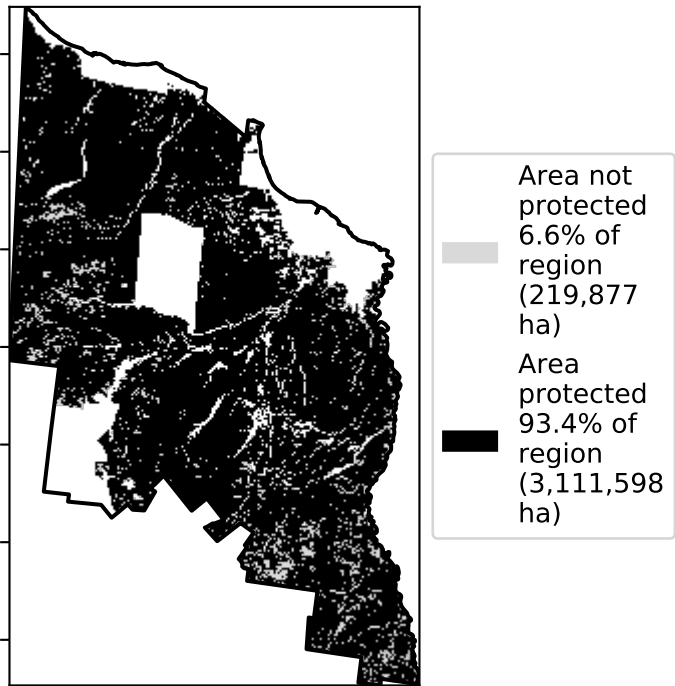 Area not
protected
6.6% of
region
(219,877
ha)
Area
protected
93.4% of
region
(3,111,598
ha)